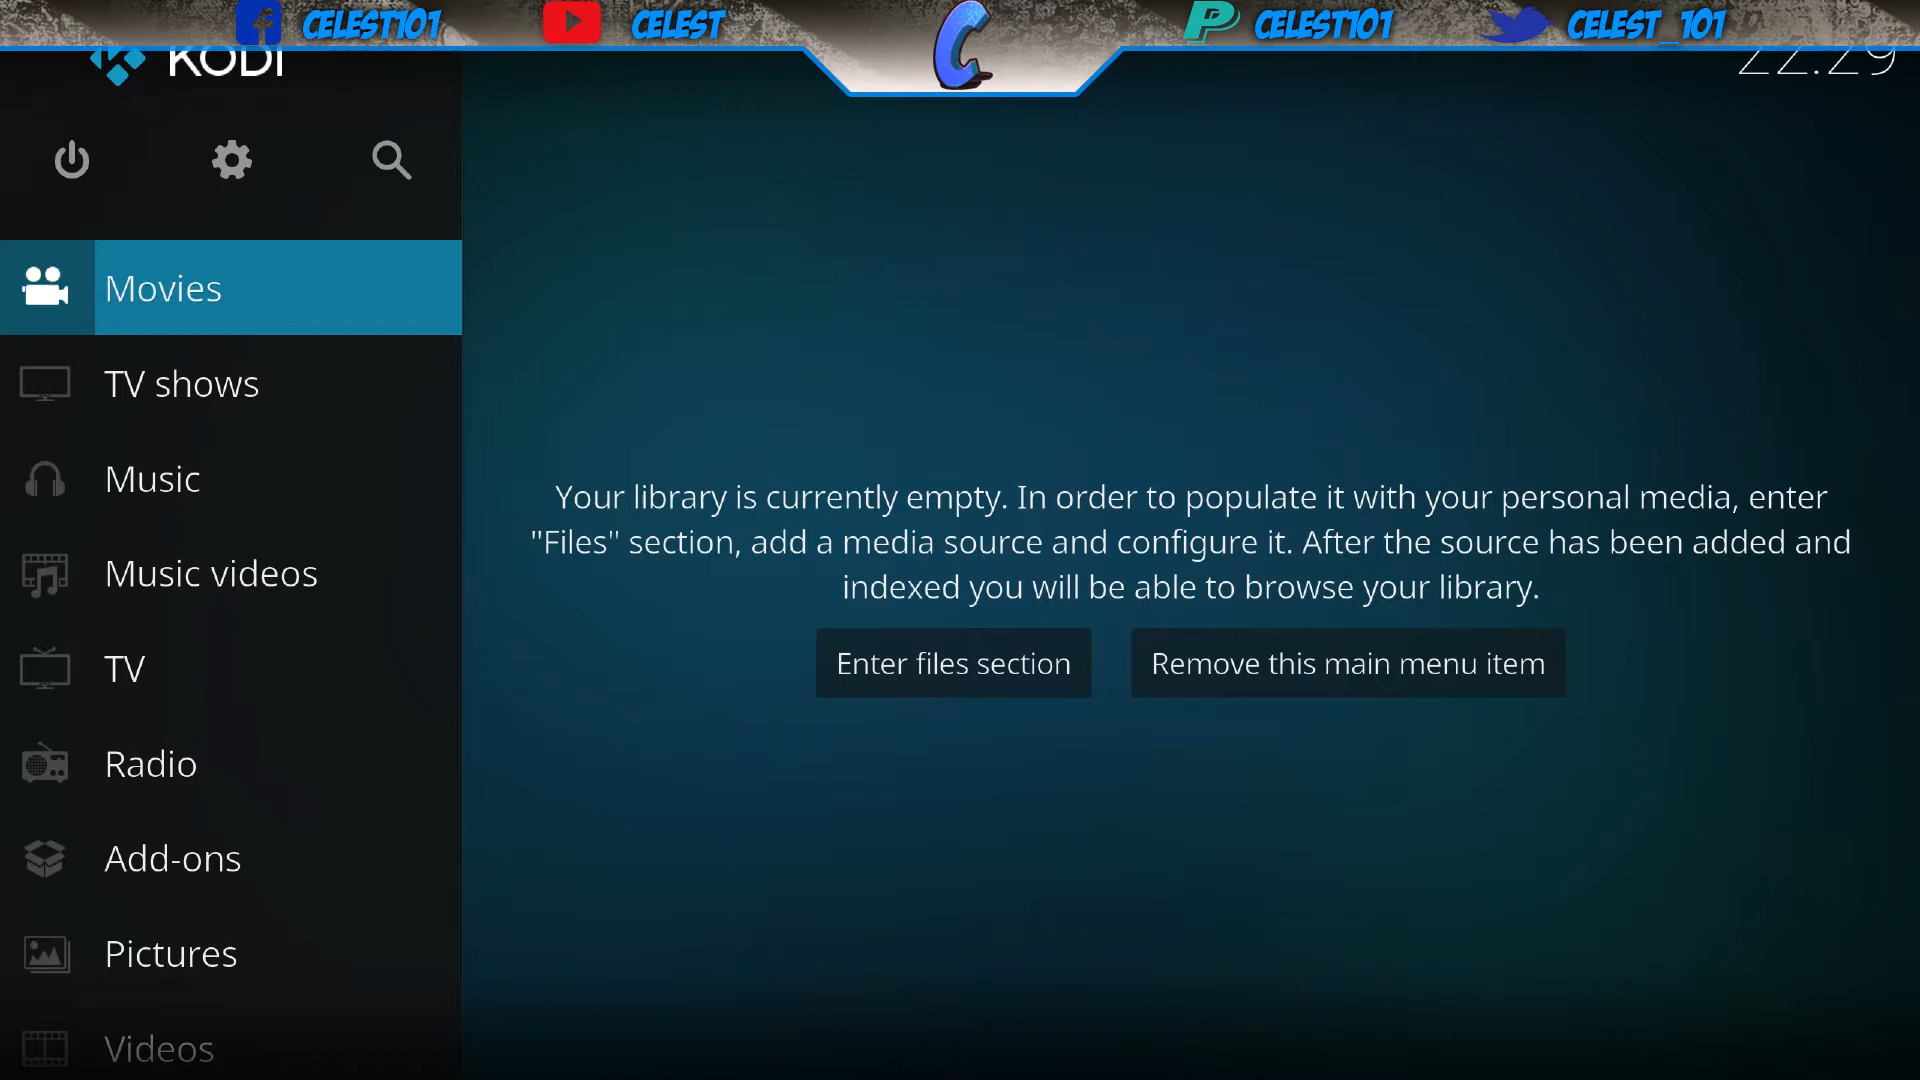 CELEST101
CELEST
C
CELEST101
CELEST_101
KODI
22:29
Movies
TV shows
Music
Music videos
TV
Radio
Add-ons
Pictures
Videos
Your library is currently empty. In order to populate it with your personal media, enter
"Files" section, add a media source and configure it. After the source has been added and
indexed you will be able to browse your library.
Enter files section
Remove this main menu item